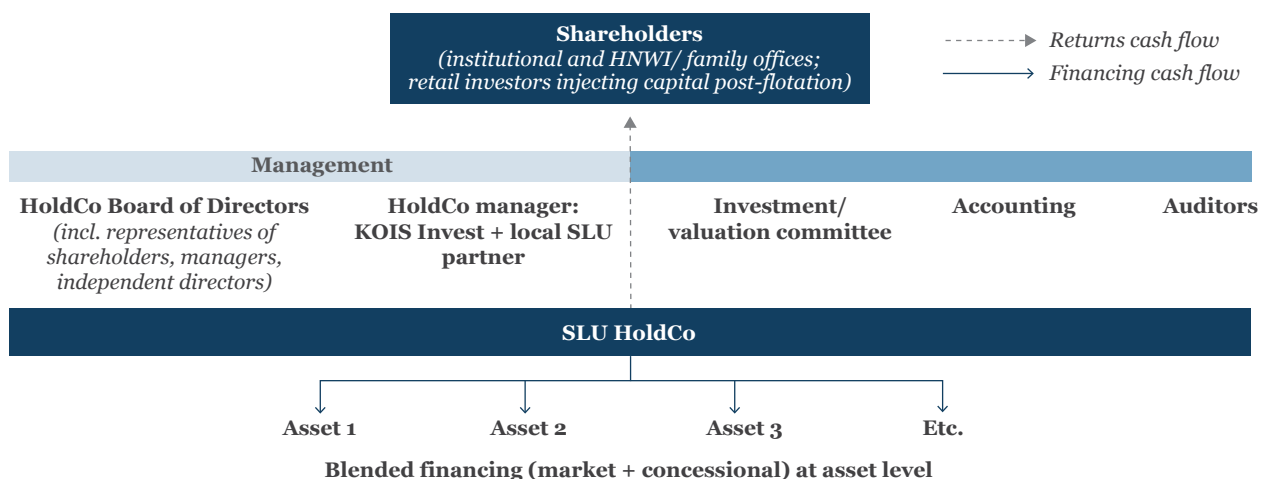 Shareholders
(institutional and HNWI/ family offices;
retail investors injecting capital post-flotation)
Returns cash flow
Financing cash flow
Management
HoldCo Board of Directors
(incl. representatives of
shareholders, managers,
independent directors)
HoldCo manager:
KOIS Invest + local SLU
partner
Investment/
valuation committee
Accounting
Auditors
SLU HoldCo
Asset 1
Asset 2
Asset 3
Etc.
Blended financing (market + concessional) at asset level